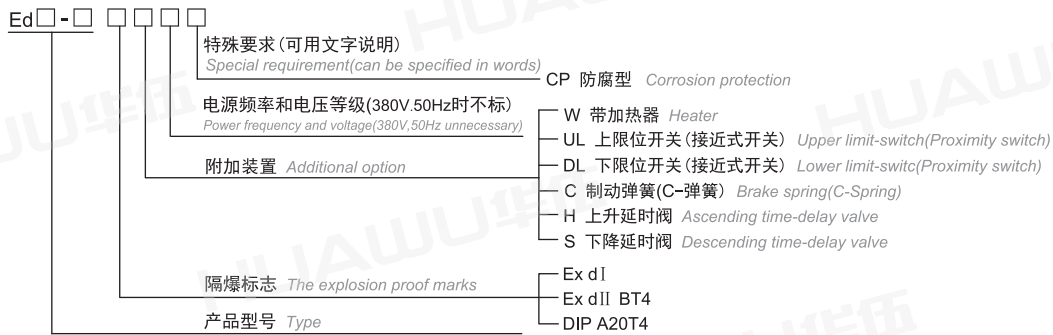 Ed□-□ □□□□
特殊要求(可用文字说明)
Special requirement(can be specified in words)
CP 防腐型 Corrosion protection
电源频率和电压等级(380V.50Hz时不标)
Power frequency and voltage(380V,50Hz unnecessary)
W 带加热器 Heater
UL 上限位开关(接近式开关) Upper limit-switch(Proximity switch)
附加装置 Additional option
DL 下限位开关(接近式开关) Lower limit-switc(Proximity switch)
C 制动弹簧(C-弹簧) Brake spring(C-Spring)
H 上升延时阀 Ascending time-delay valve
S 下降延时阀 Descending time-delay valve
隔爆标志 The explosion proof marks
Ex dⅠ
Ex dⅡ BT4
产品型号 Type
DIP A20T4
HUAWU华伍